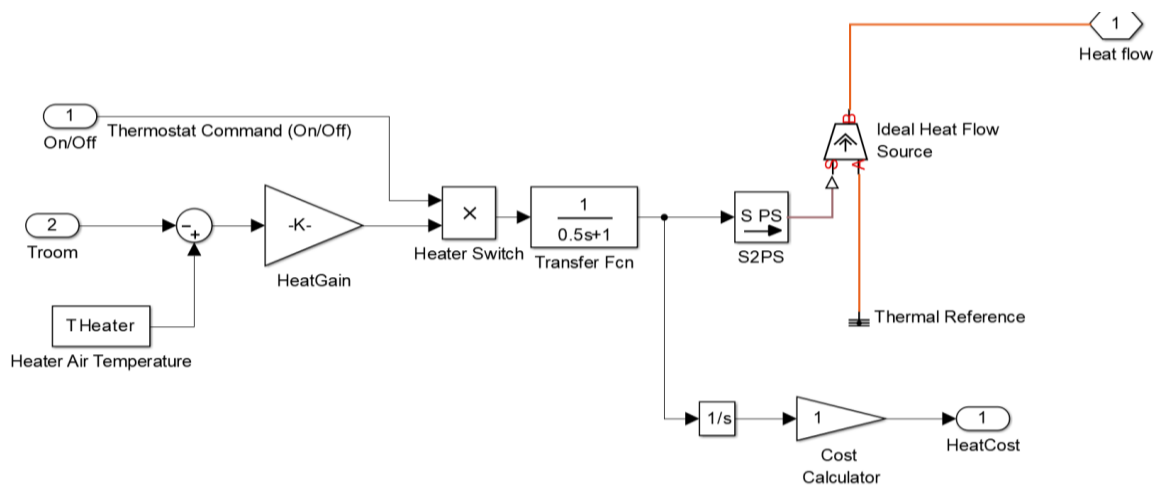 1
Heat flow
B
Ideal Heat Flow
Source
S
A
1
On/Off
Thermostat Command (On/Off)
2
Troom
-K-
HeatGain
×
Heater Switch
1
0.5s+1
Transfer Fcn
S PS
S2PS
THeater
Heater Air Temperature
Thermal Reference
1/s
1
Cost
Calculator
1
HeatCost